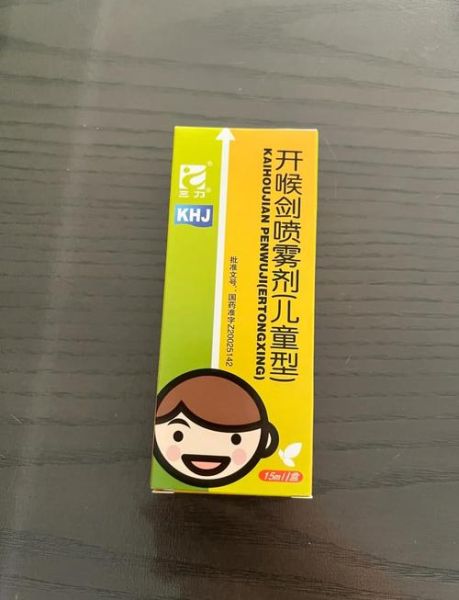 三力
KHJ
开喉剑喷雾剂(儿童型)
KAIHOUJIAN PENWUJI(ERTONGXING)
批准文号：国药准字Z20025142
15ml/盒